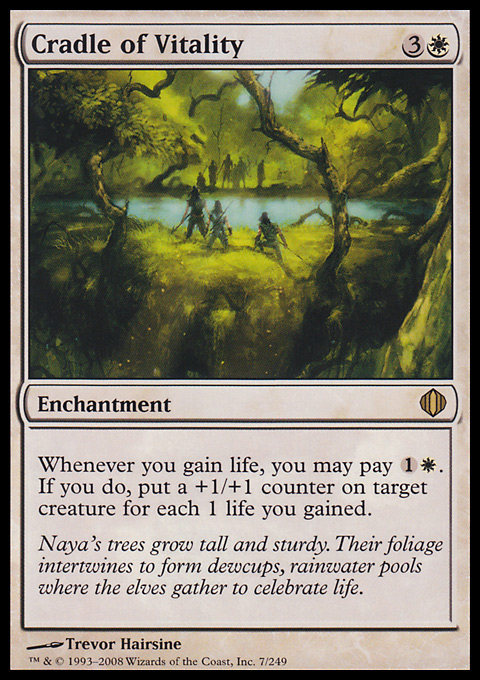 Cradle of Vitality 3
Enchantment
Whenever you gain life, you may pay 1 .
If you do, put a +1/+1 counter on target
creature for each 1 life you gained.
Naya's trees grow tall and sturdy. Their foliage
intertwines to form dewcups, rainwater pools
where the elves gather to celebrate life.
Trevor Hairsine
™ & © 1993–2008 Wizards of the Coast, Inc. 7/249